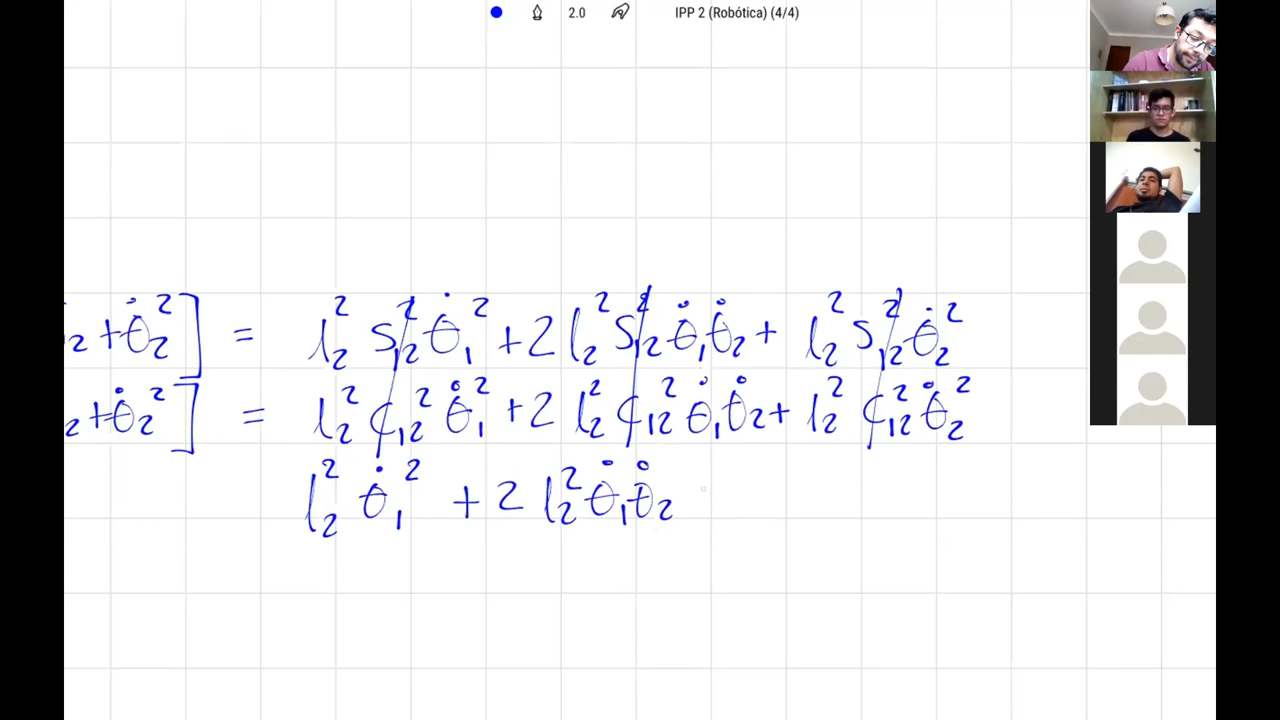 2.0 IPP 2 (Robótica) (4/4)
₂ + θ̇₂²] = l₂² S₁₂² θ̇₁² + 2 l₂² S₁₂² θ̇₁θ̇₂ + l₂² S₁₂² θ̇₂²
₂ + θ̇₂²] = l₂² C₁₂² θ̇₁² + 2 l₂² C₁₂² θ̇₁θ̇₂ + l₂² C₁₂² θ̇₂²
l₂² θ̇₁² + 2 l₂² θ̇₁θ̇₂